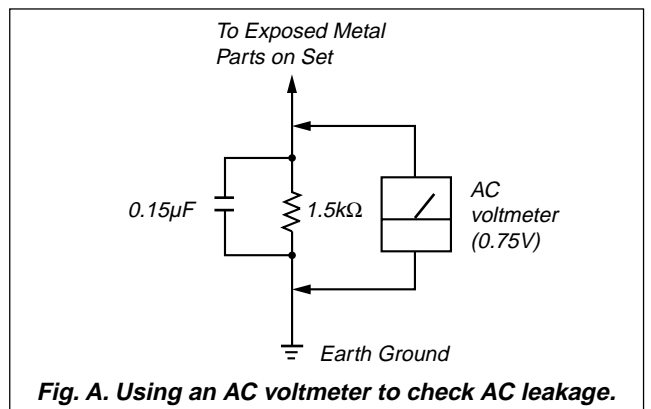 To Exposed Metal
Parts on Set
0.15µF
1.5kΩ
AC
voltmeter
(0.75V)
Earth Ground
Fig. A. Using an AC voltmeter to check AC leakage.